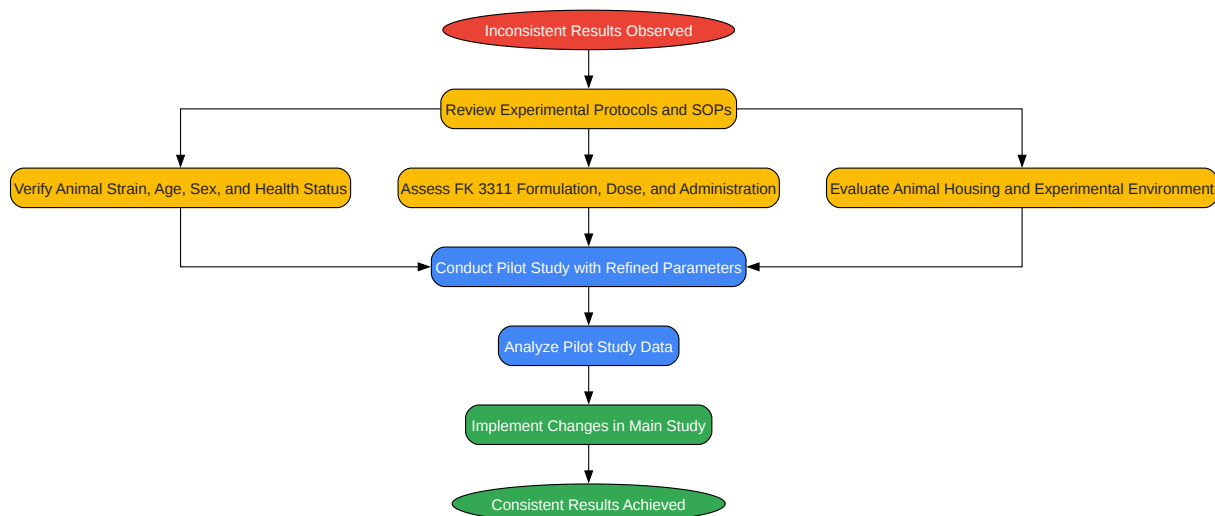 Inconsistent Results Observed
Review Experimental Protocols and SOPs
Verify Animal Strain, Age, Sex, and Health Status
Assess FK 3311 Formulation, Dose, and Administration
Evaluate Animal Housing and Experimental Environment
Conduct Pilot Study with Refined Parameters
Analyze Pilot Study Data
Implement Changes in Main Study
Consistent Results Achieved